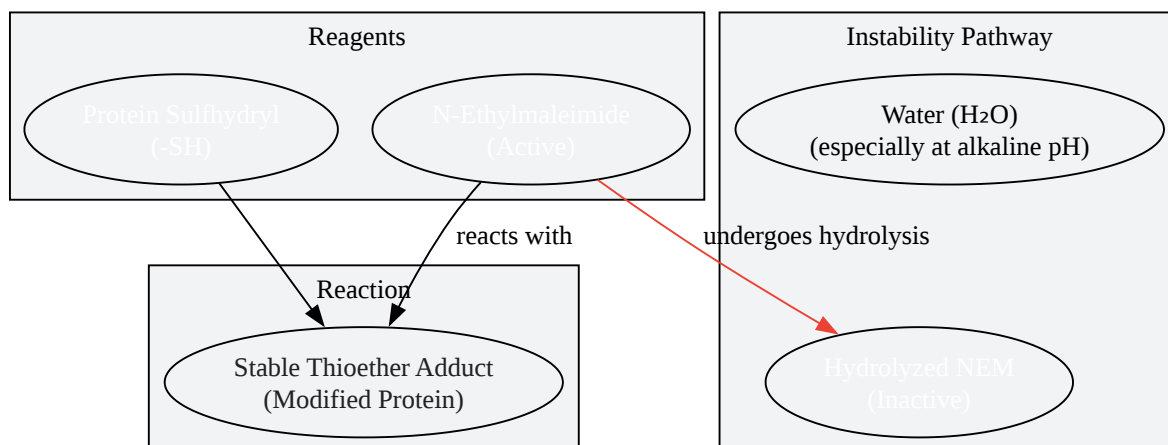 Reagents
Instability Pathway
Protein Sulfhydryl
(-SH)
N-Ethylmaleimide
(Active)
Water (H₂O)
(especially at alkaline pH)
reacts with
undergoes hydrolysis
Reaction
Stable Thioether Adduct
(Modified Protein)
Hydrolyzed NEM
(Inactive)